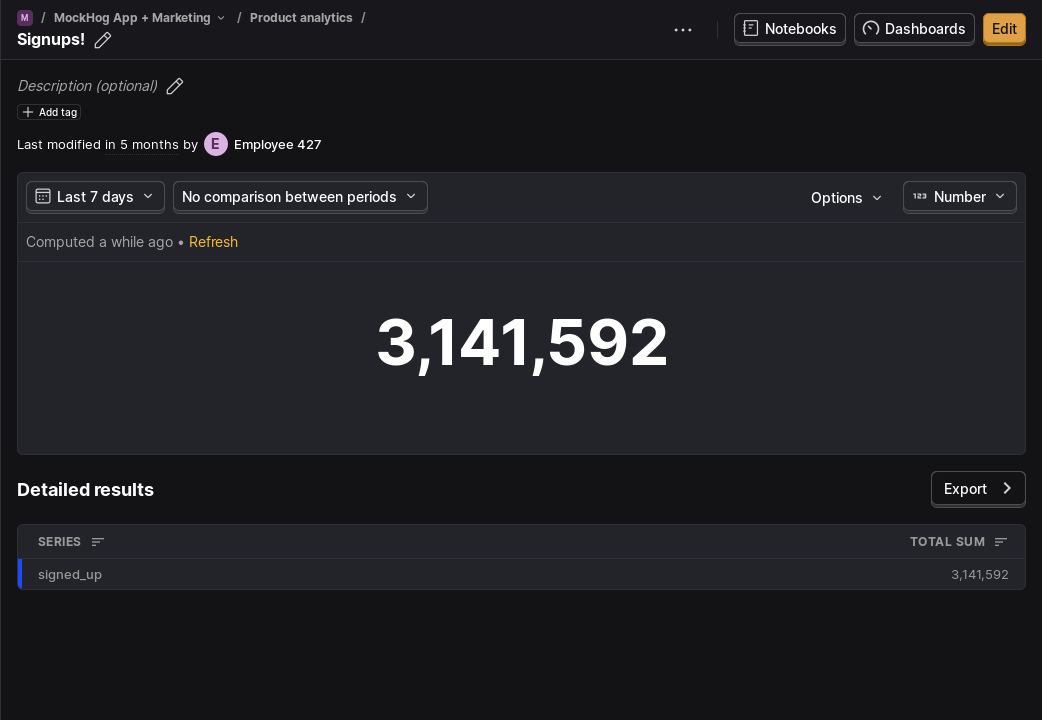 M / MockHog App + Marketing / Product analytics /
Signups!
Notebooks
Dashboards
Edit
Description (optional)
Add tag
Last modified in 5 months by E Employee 427
Last 7 days
No comparison between periods
Options
123 Number
Computed a while ago • Refresh
3,141,592
Detailed results
Export
SERIES
TOTAL SUM
signed_up
3,141,592